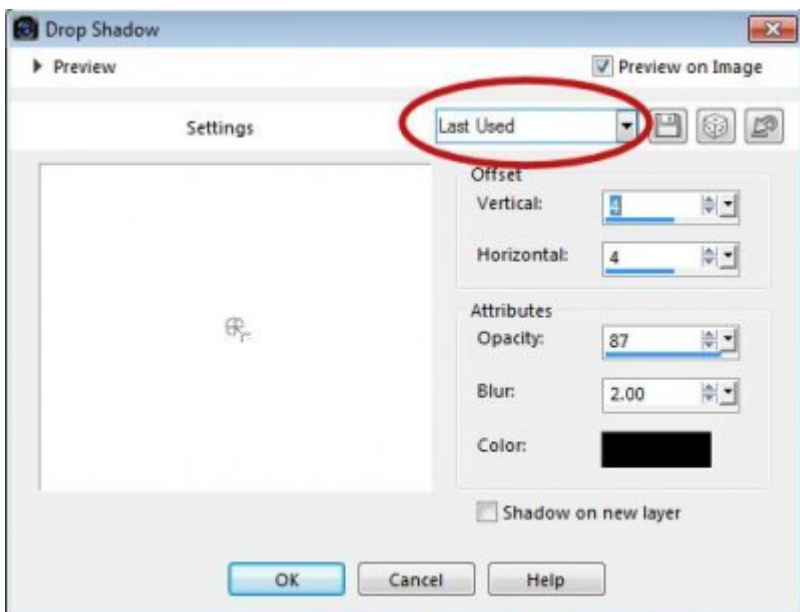 Drop Shadow
Preview
Preview on Image
Settings
Last Used
Offset
Vertical: 4
Horizontal: 4
Attributes
Opacity: 87
Blur: 2.00
Color:
Shadow on new layer
OK Cancel Help